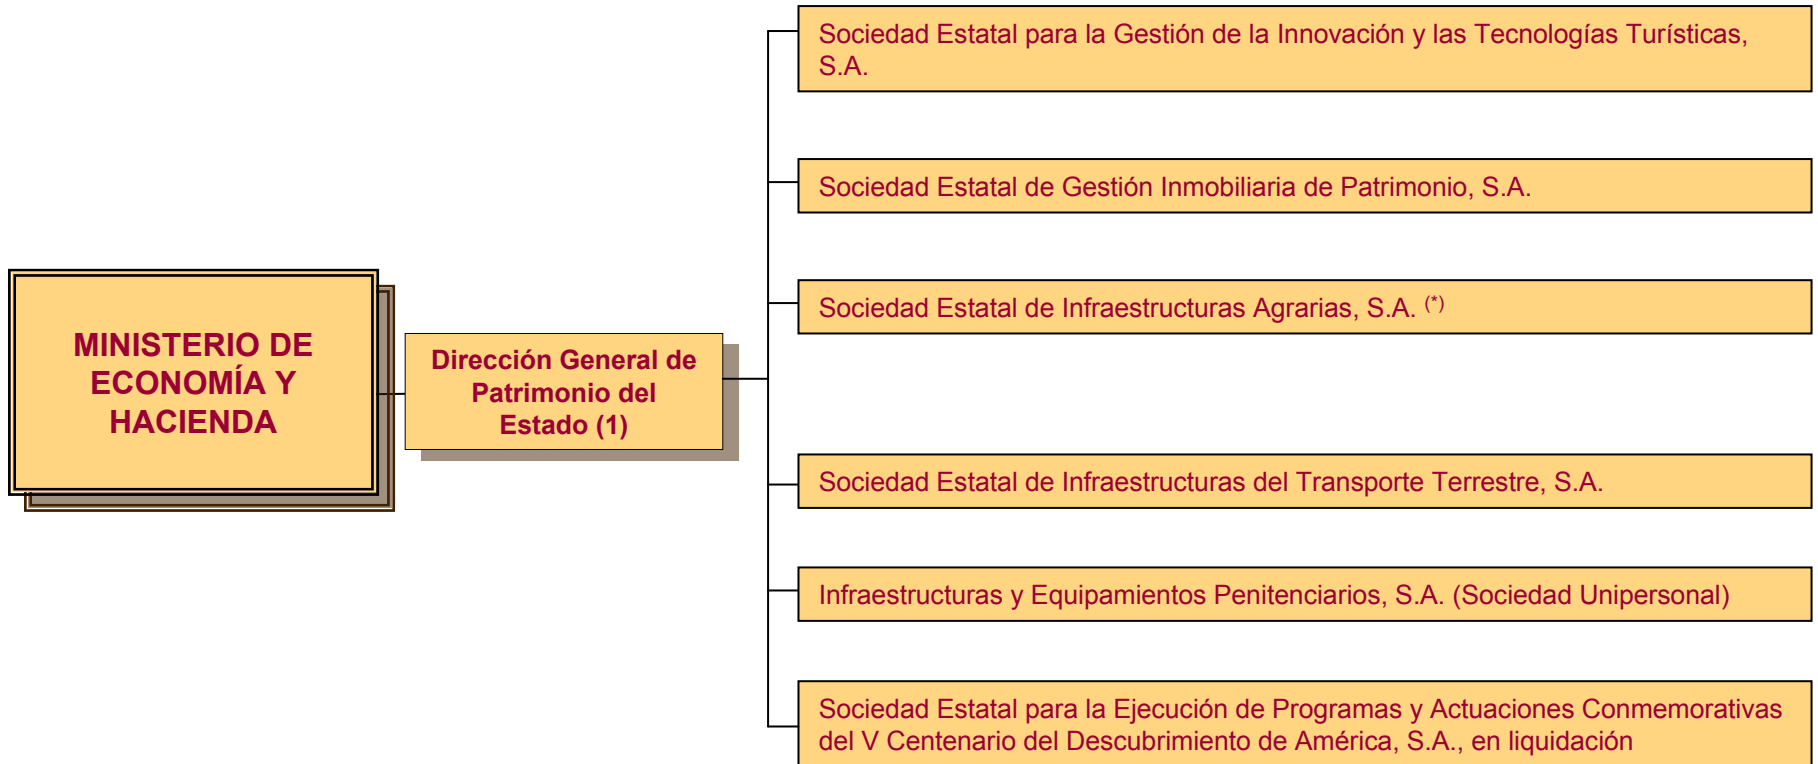 Sociedad Estatal para la Gestión de la Innovación y las Tecnologías Turísticas,
S.A.
Sociedad Estatal de Gestión Inmobiliaria de Patrimonio, S.A.
Sociedad Estatal de Infraestructuras Agrarias, S.A. (*)
MINISTERIO DE
ECONOMÍA Y
HACIENDA
Dirección General de
Patrimonio del
Estado (1)
Sociedad Estatal de Infraestructuras del Transporte Terrestre, S.A.
Infraestructuras y Equipamientos Penitenciarios, S.A. (Sociedad Unipersonal)
Sociedad Estatal para la Ejecución de Programas y Actuaciones Conmemorativas
del V Centenario del Descubrimiento de América, S.A., en liquidación